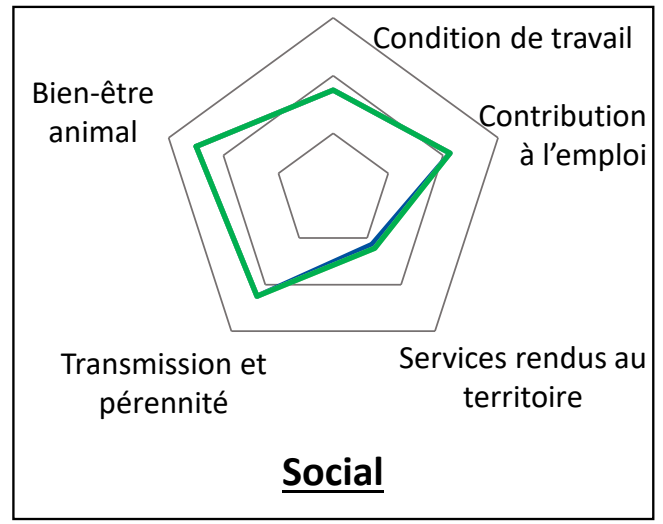 Condition de travail
Contribution
à l’emploi
Services rendus au
territoire
Transmission et
pérennité
Bien-être
animal
Social